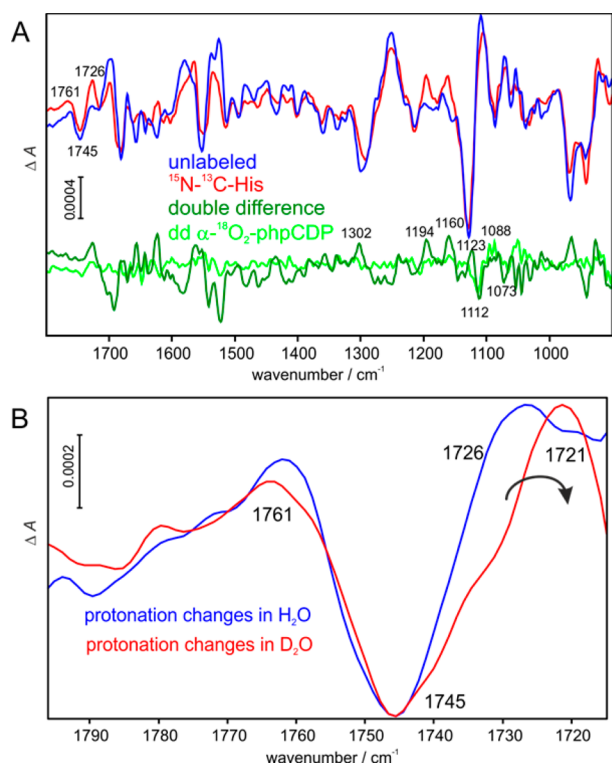 A
1761
1726
1745
Δ A
0.0004
unlabeled
¹⁵N-¹³C-His
double difference
dd α-¹⁸O₂-phpCDP
1302
1194
1160
1123
1088
1073
1112
1700 1600 1500 1400 1300 1200 1100 1000
wavenumber / cm⁻¹
B
0.0002
Δ A
1726
1721
1761
protonation changes in H₂O
protonation changes in D₂O
1745
1790 1780 1770 1760 1750 1740 1730 1720
wavenumber / cm⁻¹